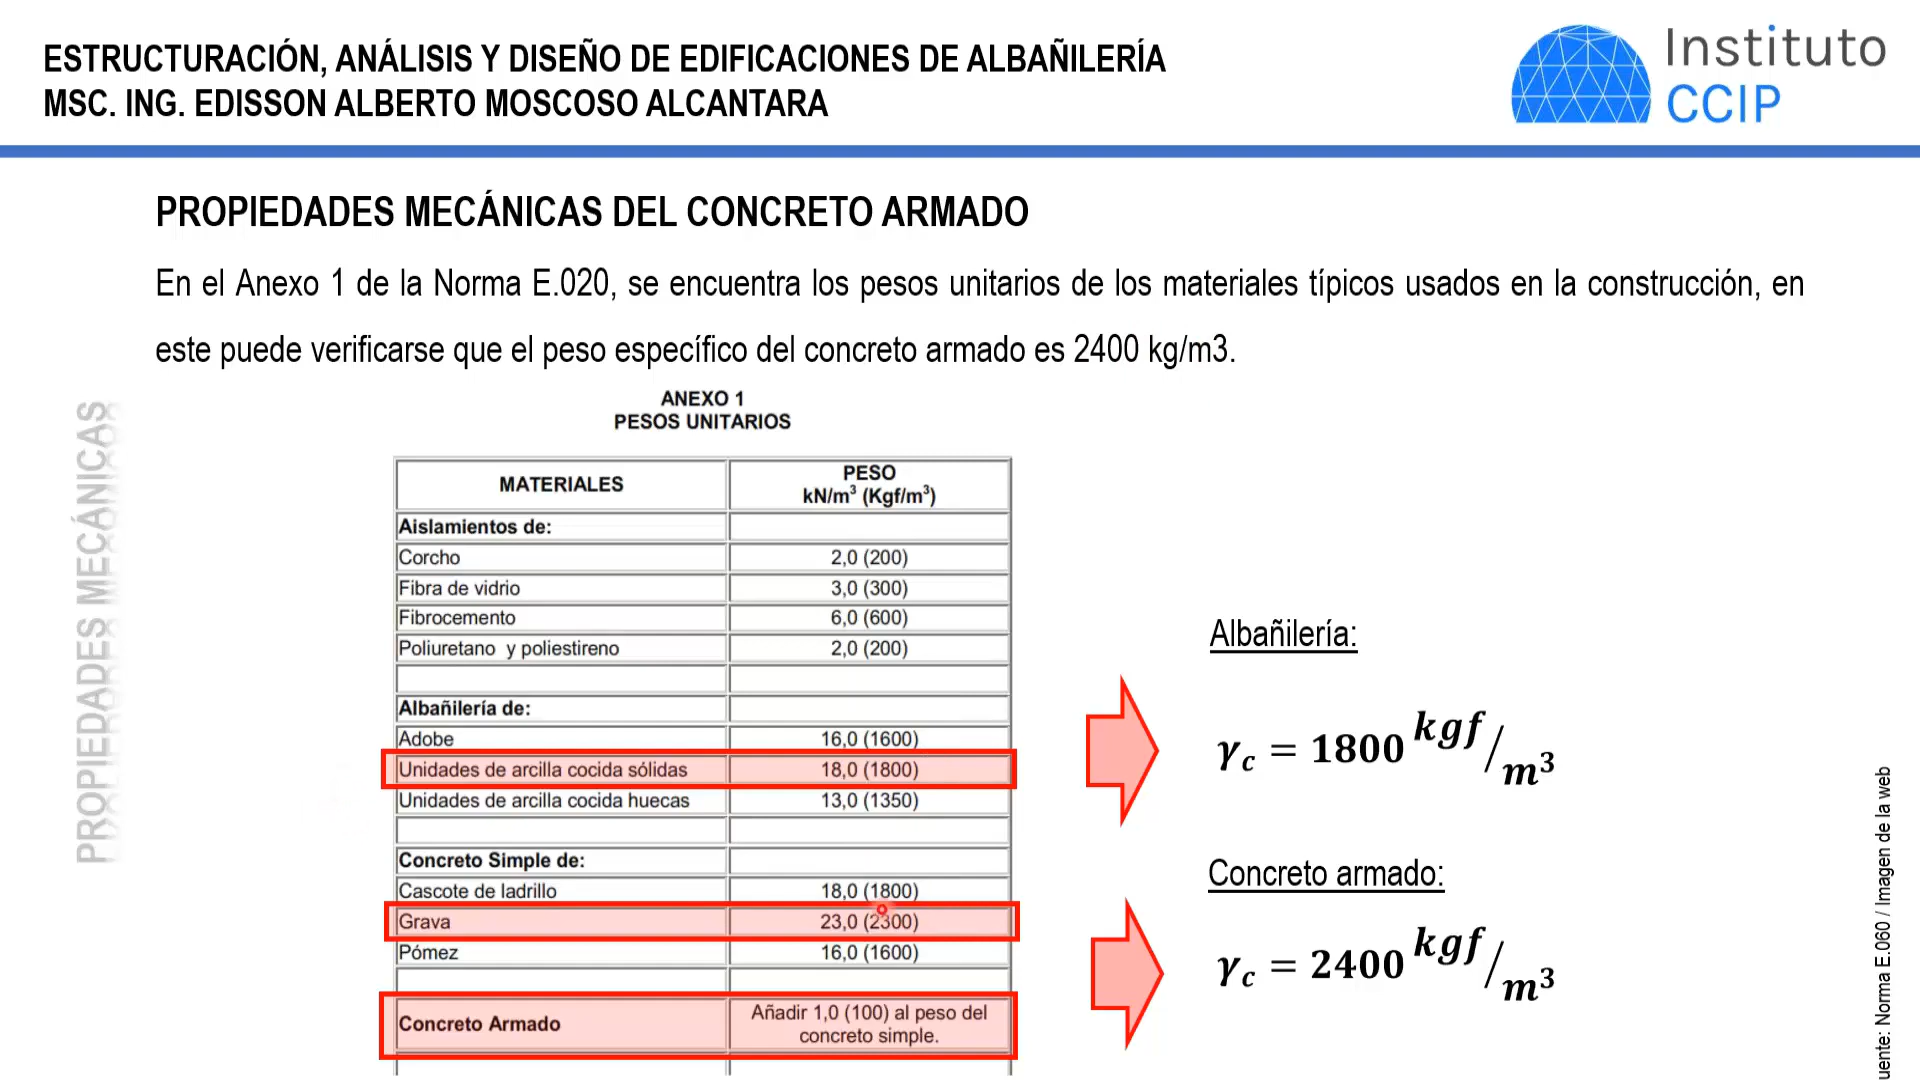 ESTRUCTURACIÓN, ANÁLISIS Y DISEÑO DE EDIFICACIONES DE ALBAÑILERÍA
MSC. ING. EDISSON ALBERTO MOSCOSO ALCANTARA
Instituto
CCIP
PROPIEDADES MECÁNICAS DEL CONCRETO ARMADO
En el Anexo 1 de la Norma E.020, se encuentra los pesos unitarios de los materiales típicos usados en la construcción, en
este puede verificarse que el peso específico del concreto armado es 2400 kg/m3.
PROPIEDADES MECÁNICAS
ANEXO 1
PESOS UNITARIOS
MATERIALES PESO
kN/m³ (Kgf/m³)
Aislamientos de:
Corcho 2,0 (200)
Fibra de vidrio 3,0 (300)
Fibrocemento 6,0 (600)
Poliuretano y poliestireno 2,0 (200)
Albañilería de:
Adobe 16,0 (1600)
Unidades de arcilla cocida sólidas 18,0 (1800)
Unidades de arcilla cocida huecas 13,0 (1350)
Concreto Simple de:
Cascote de ladrillo 18,0 (1800)
Grava 23,0 (2300)
Pómez 16,0 (1600)
Concreto Armado Añadir 1,0 (100) al peso del
concreto simple.
Albañilería:
γc = 1800 kgf/m³
Concreto armado:
γc = 2400 kgf/m³
uente: Norma E.060 / Imagen de la web